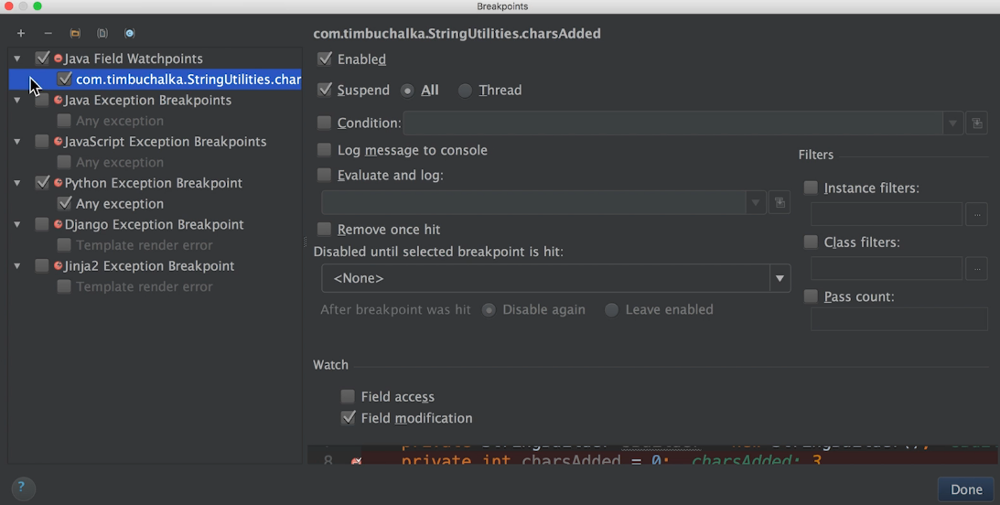 Breakpoints
Java Field Watchpoints
com.timbuchalka.StringUtilities.char
Java Exception Breakpoints
Any exception
JavaScript Exception Breakpoints
Any exception
Python Exception Breakpoint
Any exception
Django Exception Breakpoint
Template render error
Jinja2 Exception Breakpoint
Template render error
com.timbuchalka.StringUtilities.charsAdded
Enabled
Suspend All Thread
Condition:
Log message to console
Evaluate and log:
Remove once hit
Disabled until selected breakpoint is hit:
<None>
After breakpoint was hit Disable again Leave enabled
Filters
Instance filters:
...
Class filters:
...
Pass count:
Watch
Field access
Field modification
8 private int charsAdded = 0; charsAdded: 3
?
Done